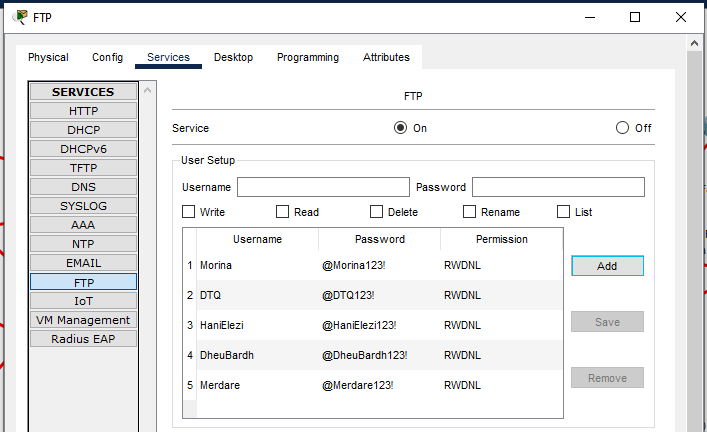 FTP
Physical Config Services Desktop Programming Attributes
SERVICES
HTTP
DHCP
DHCPv6
TFTP
DNS
SYSLOG
AAA
NTP
EMAIL
FTP
IoT
VM Management
Radius EAP
FTP
Service On Off
User Setup
Username Password
Write Read Delete Rename List
Username Password Permission
1 Morina @Morina123! RWDNL
2 DTQ @DTQ123! RWDNL
3 HaniElezi @HaniElezi123! RWDNL
4 DheuBardh @DheuBardh123! RWDNL
5 Merdare @Merdare123! RWDNL
Add
Save
Remove